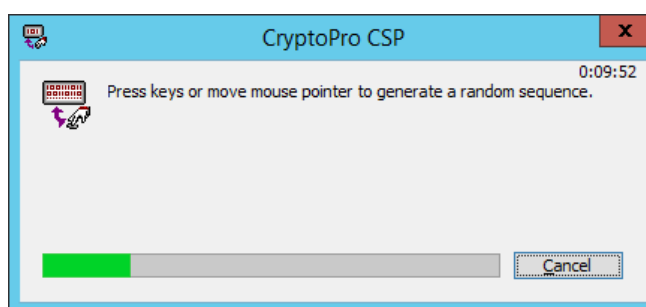 CryptoPro CSP
x
0:09:52
Press keys or move mouse pointer to generate a random sequence.
Cancel